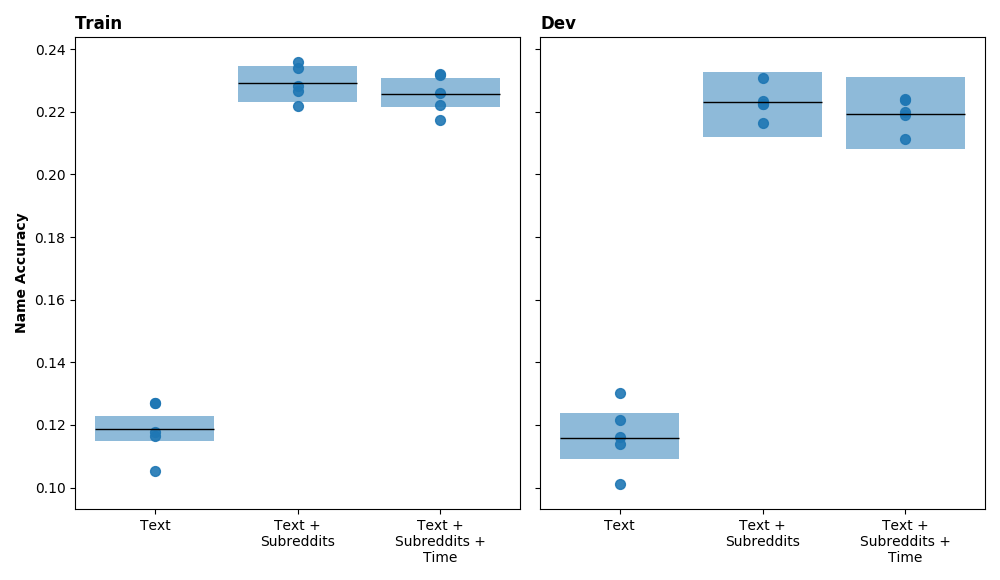 Train
Dev
Name Accuracy
0.24
0.22
0.20
0.18
0.16
0.14
0.12
0.10
Text
Text +
Subreddits
Text +
Subreddits +
Time
Text
Text +
Subreddits
Text +
Subreddits +
Time